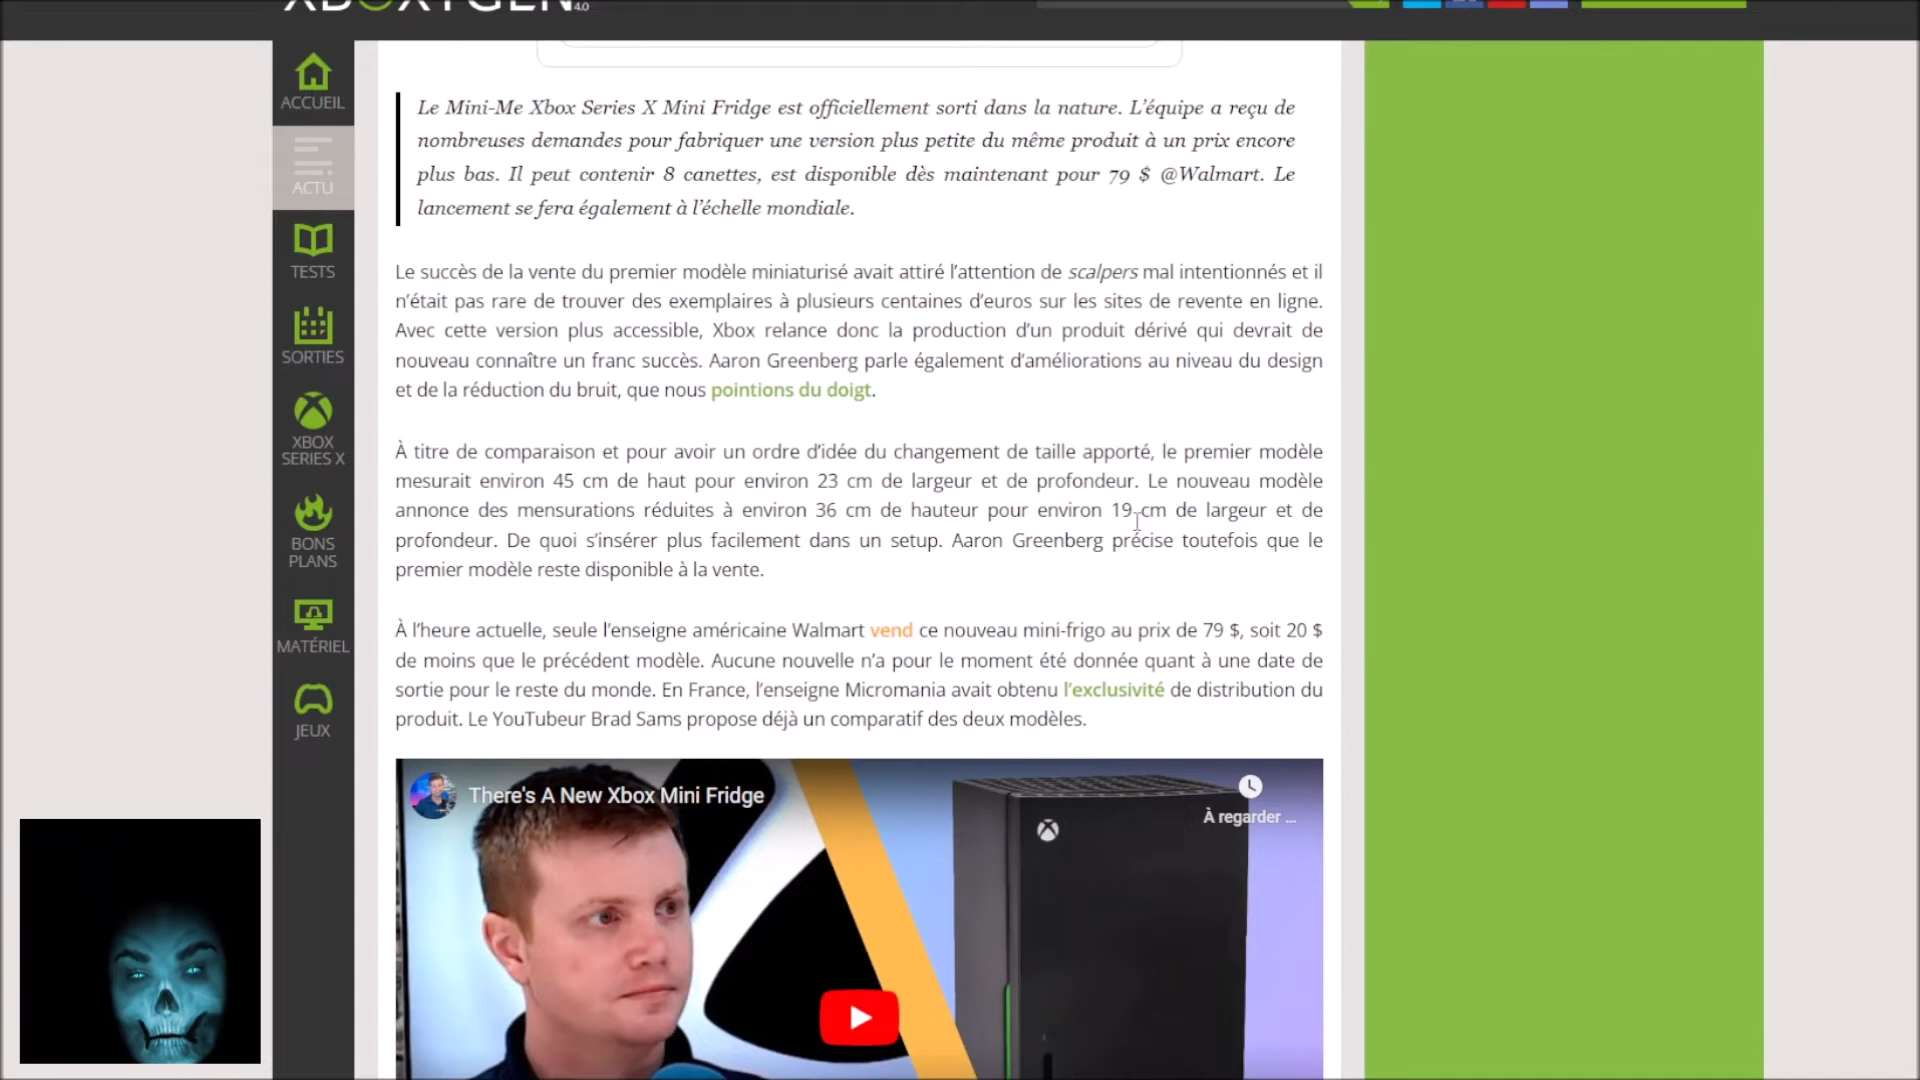 XBOXYGEN 4.0
ACCUEIL
ACTU
TESTS
SORTIES
XBOX
SERIES X
BONS
PLANS
MATÉRIEL
JEUX
Le Mini-Me Xbox Series X Mini Fridge est officiellement sorti dans la nature. L’équipe a reçu de
nombreuses demandes pour fabriquer une version plus petite du même produit à un prix encore
plus bas. Il peut contenir 8 canettes, est disponible dès maintenant pour 79 $ @Walmart. Le
lancement se fera également à l’échelle mondiale.
Le succès de la vente du premier modèle miniaturisé avait attiré l’attention de scalpers mal intentionnés et il
n’était pas rare de trouver des exemplaires à plusieurs centaines d’euros sur les sites de revente en ligne.
Avec cette version plus accessible, Xbox relance donc la production d’un produit dérivé qui devrait de
nouveau connaître un franc succès. Aaron Greenberg parle également d’améliorations au niveau du design
et de la réduction du bruit, que nous pointions du doigt.
À titre de comparaison et pour avoir un ordre d’idée du changement de taille apporté, le premier modèle
mesurait environ 45 cm de haut pour environ 23 cm de largeur et de profondeur. Le nouveau modèle
annonce des mensurations réduites à environ 36 cm de hauteur pour environ 19 cm de largeur et de
profondeur. De quoi s’insérer plus facilement dans un setup. Aaron Greenberg précise toutefois que le
premier modèle reste disponible à la vente.
À l’heure actuelle, seule l’enseigne américaine Walmart vend ce nouveau mini-frigo au prix de 79 $, soit 20 $
de moins que le précédent modèle. Aucune nouvelle n’a pour le moment été donnée quant à une date de
sortie pour le reste du monde. En France, l’enseigne Micromania avait obtenu l’exclusivité de distribution du
produit. Le YouTubeur Brad Sams propose déjà un comparatif des deux modèles.
There's A New Xbox Mini Fridge
À regarder ...